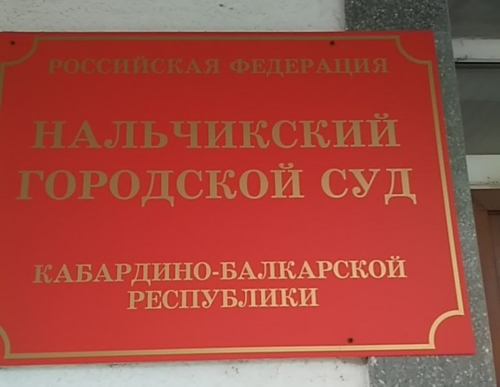 РОССИЙСКАЯ ФЕДЕРАЦИЯ
НАЛЬЧИКСКИЙ
ГОРОДСКОЙ СУД
КАБАРДИНО-БАЛКАРСКОЙ
РЕСПУБЛИКИ